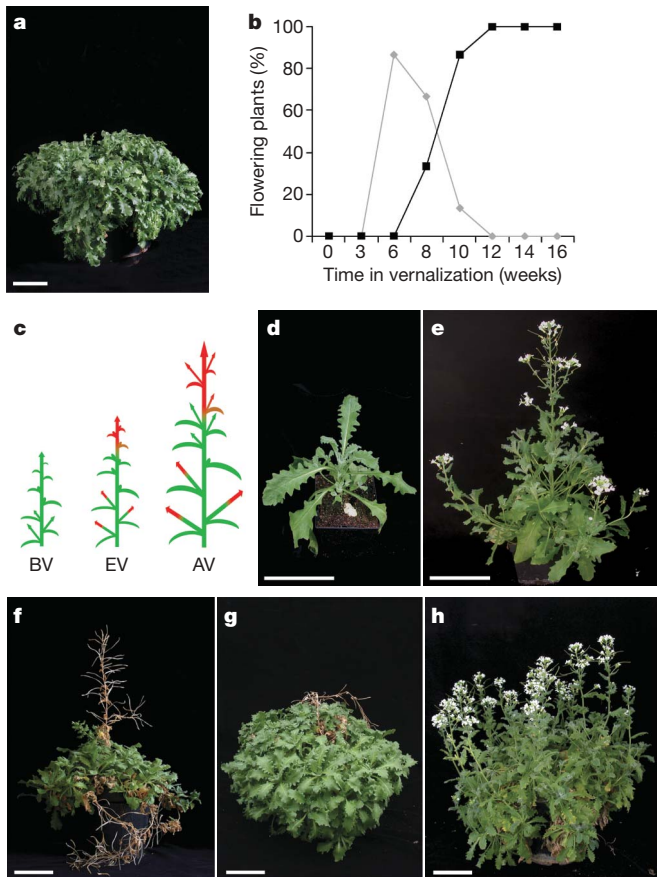 a
b
Flowering plants (%)
100
80
60
40
20
0
0 3 6 8 10 12 14 16
Time in vernalization (weeks)
c
BV EV AV
d
e
f
g
h